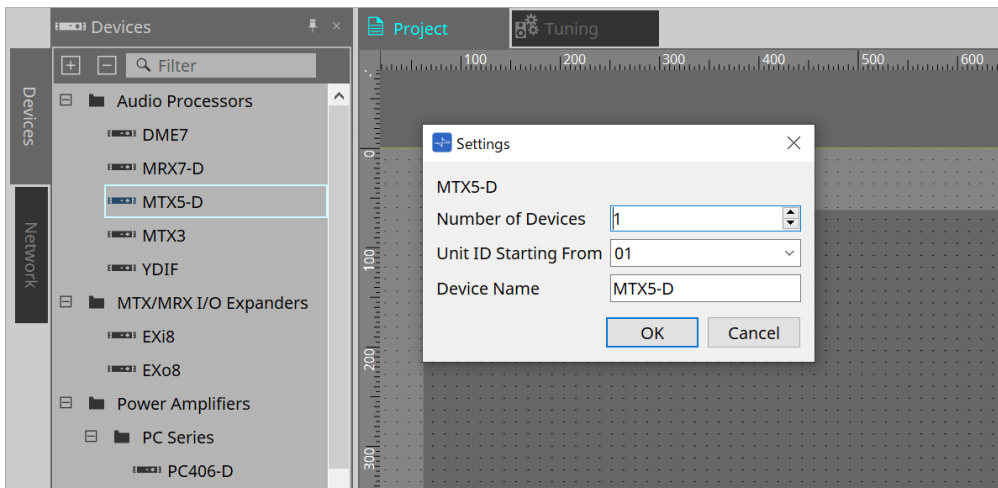 Devices
Filter
Audio Processors
DME7
MRX7-D
MTX5-D
MTX3
YDIF
MTX/MRX I/O Expanders
EXi8
EXo8
Power Amplifiers
PC Series
PC406-D
Devices
Network
Project
Tuning
100 200 300 400 500 600
0
100
200
300
Settings
MTX5-D
Number of Devices 1
Unit ID Starting From 01
Device Name MTX5-D
OK Cancel